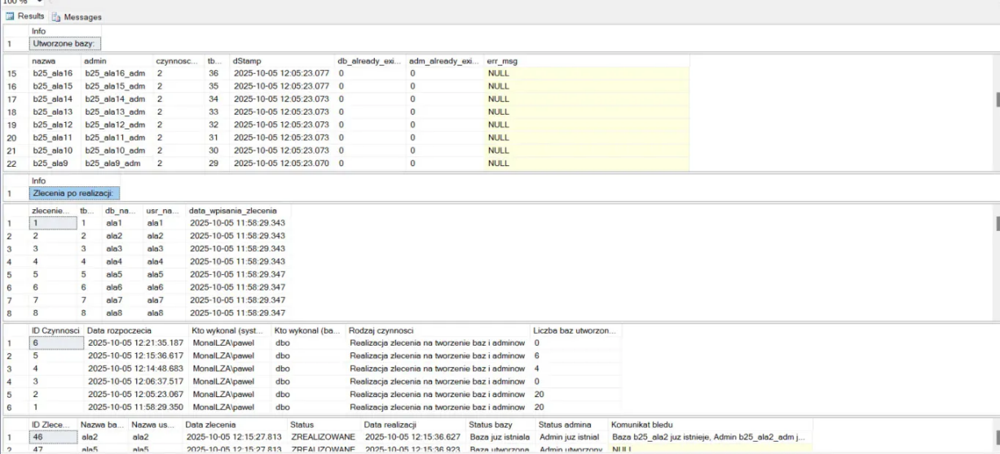 100 %
Results Messages
Info
1 Utworzone bazy:
nazwa admin czynnosc... tb... dStamp db_already_exi... adm_already_exi... err_msg
15 b25_ala16 b25_ala16_adm 2 36 2025-10-05 12:05:23.077 0 0 NULL
16 b25_ala15 b25_ala15_adm 2 35 2025-10-05 12:05:23.077 0 0 NULL
17 b25_ala14 b25_ala14_adm 2 34 2025-10-05 12:05:23.073 0 0 NULL
18 b25_ala13 b25_ala13_adm 2 33 2025-10-05 12:05:23.073 0 0 NULL
19 b25_ala12 b25_ala12_adm 2 32 2025-10-05 12:05:23.073 0 0 NULL
20 b25_ala11 b25_ala11_adm 2 31 2025-10-05 12:05:23.073 0 0 NULL
21 b25_ala10 b25_ala10_adm 2 30 2025-10-05 12:05:23.073 0 0 NULL
22 b25_ala9 b25_ala9_adm 2 29 2025-10-05 12:05:23.070 0 0 NULL
Info
1 Zlecenia po realizacji:
zlecenie... tb... db_na... usr_na... data_wpisania_zlecenia
1 1 1 ala1 ala1 2025-10-05 11:58:29.343
2 2 2 ala2 ala2 2025-10-05 11:58:29.343
3 3 3 ala3 ala3 2025-10-05 11:58:29.343
4 4 4 ala4 ala4 2025-10-05 11:58:29.343
5 5 5 ala5 ala5 2025-10-05 11:58:29.347
6 6 6 ala6 ala6 2025-10-05 11:58:29.347
7 7 7 ala7 ala7 2025-10-05 11:58:29.347
8 8 8 ala8 ala8 2025-10-05 11:58:29.347
ID Czynnosci Data rozpoczecia Kto wykonal (syst... Kto wykonal (ba... Rodzaj czynnosci Liczba baz utworzon...
1 6 2025-10-05 12:21:35.187 MonalLZA\pawel dbo Realizacja zlecenia na tworzenie baz i adminow 0
2 5 2025-10-05 12:15:36.617 MonalLZA\pawel dbo Realizacja zlecenia na tworzenie baz i adminow 6
3 4 2025-10-05 12:14:48.683 MonalLZA\pawel dbo Realizacja zlecenia na tworzenie baz i adminow 4
4 3 2025-10-05 12:06:37.517 MonalLZA\pawel dbo Realizacja zlecenia na tworzenie baz i adminow 0
5 2 2025-10-05 12:05:23.067 MonalLZA\pawel dbo Realizacja zlecenia na tworzenie baz i adminow 20
6 1 2025-10-05 11:58:29.350 MonalLZA\pawel dbo Realizacja zlecenia na tworzenie baz i adminow 20
ID Zlece... Nazwa ba... Nazwa us... Data zlecenia Status Data realizacji Status bazy Status admina Komunikat bledu
1 46 ala2 ala2 2025-10-05 12:15:27.813 ZREALIZOWANE 2025-10-05 12:15:36.627 Baza juz istniala Admin juz istnial Baza b25_ala2 juz istnieje, Admin b25_ala2_adm j...
2 47 ala5 ala5 2025-10-05 12:15:27.813 ZREALIZOWANE 2025-10-05 12:15:36.923 Baza utworzona Admin utworzony NULL